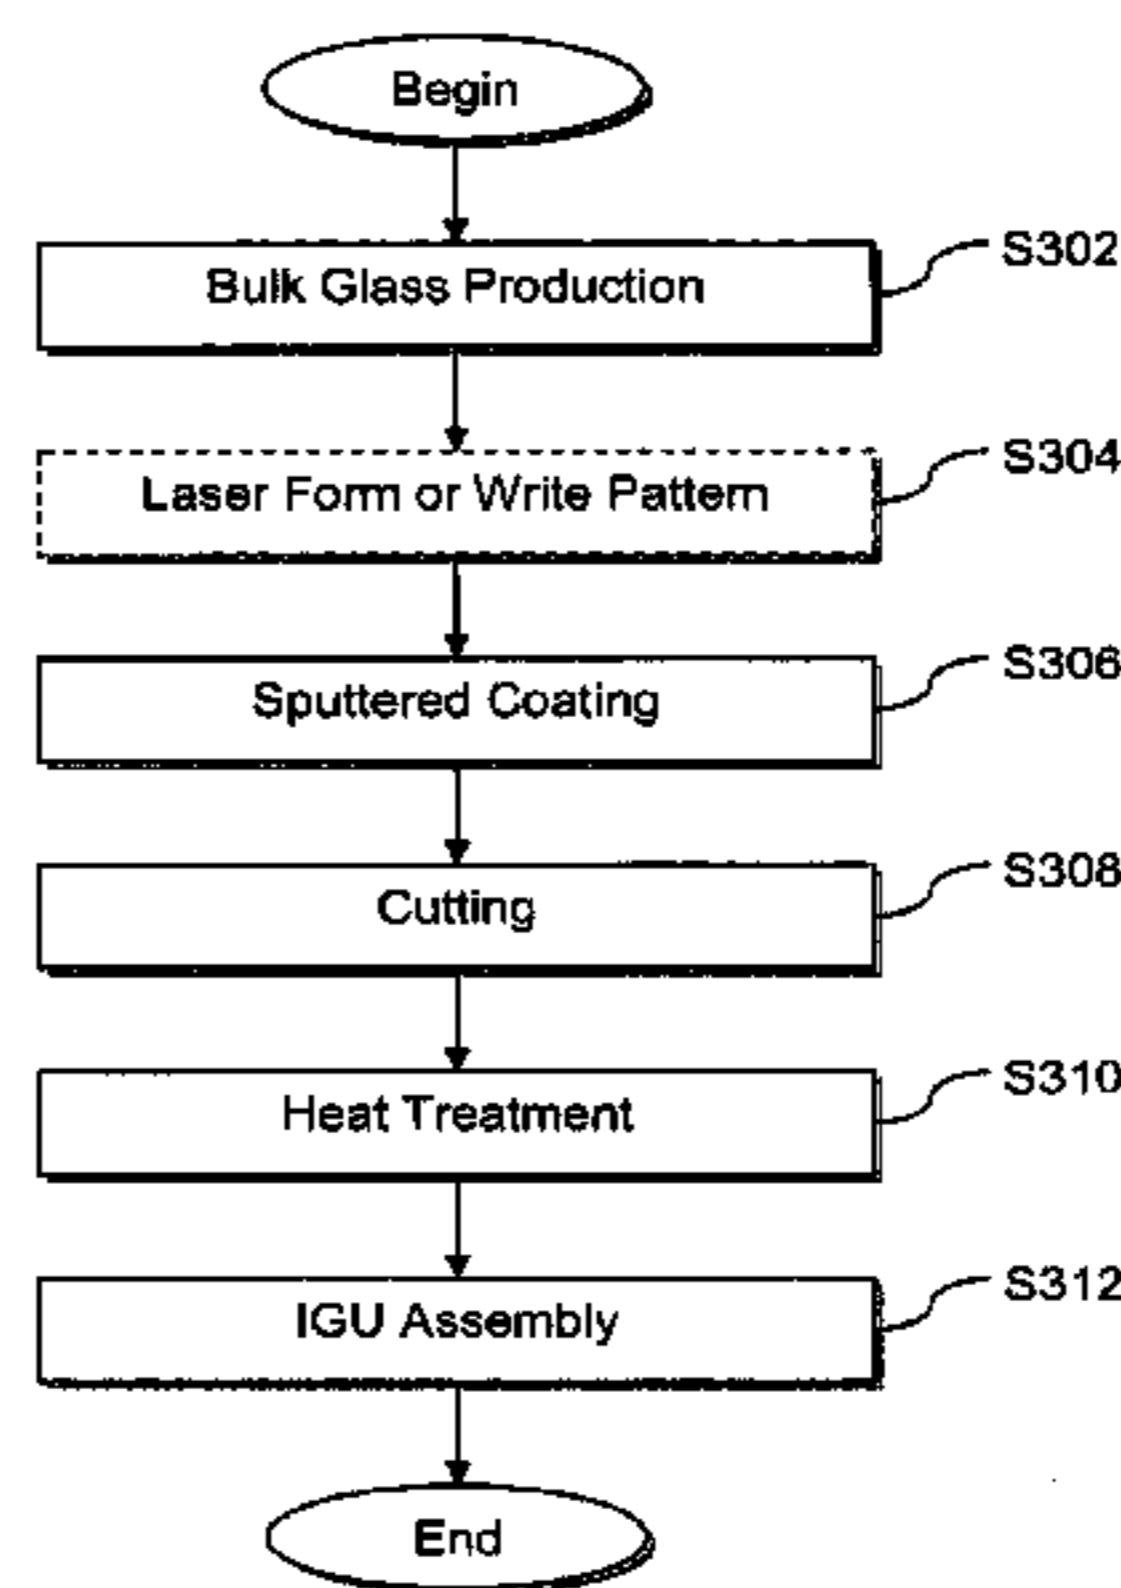 Begin
Bulk Glass Production
S302
Laser Form or Write Pattern
S304
Sputtered Coating
S306
Cutting
S308
Heat Treatment
S310
IGU Assembly
S312
End